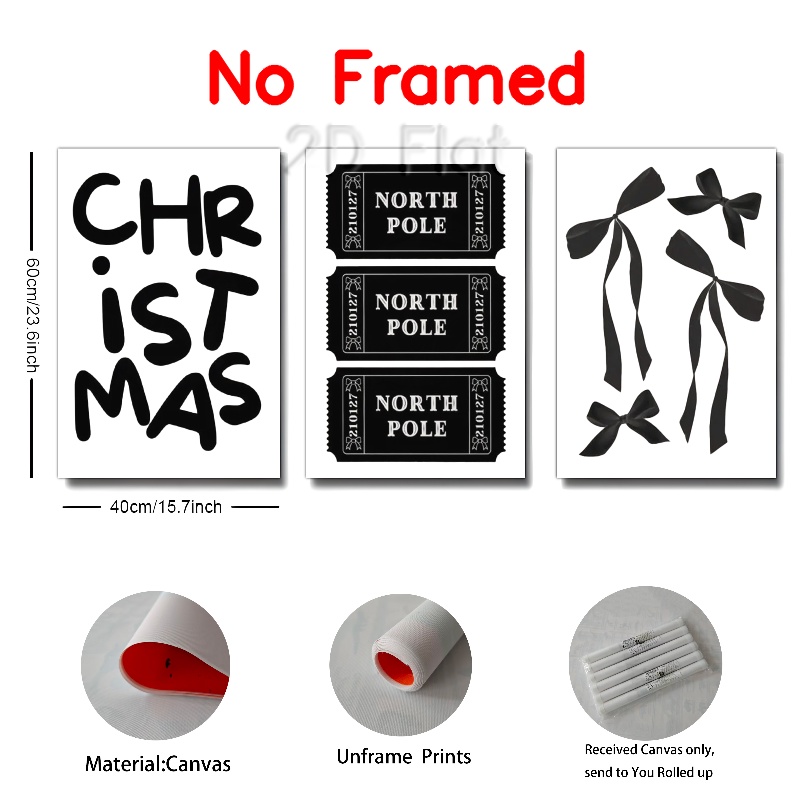 No Framed
2D Flat
CHR
iST
MAS
NORTH
POLE
210127
210127
NORTH
POLE
210127
210127
NORTH
POLE
210127
210127
60cm/23.6inch
40cm/15.7inch
Material:Canvas
Unframe Prints
Received Canvas only,
send to You Rolled up